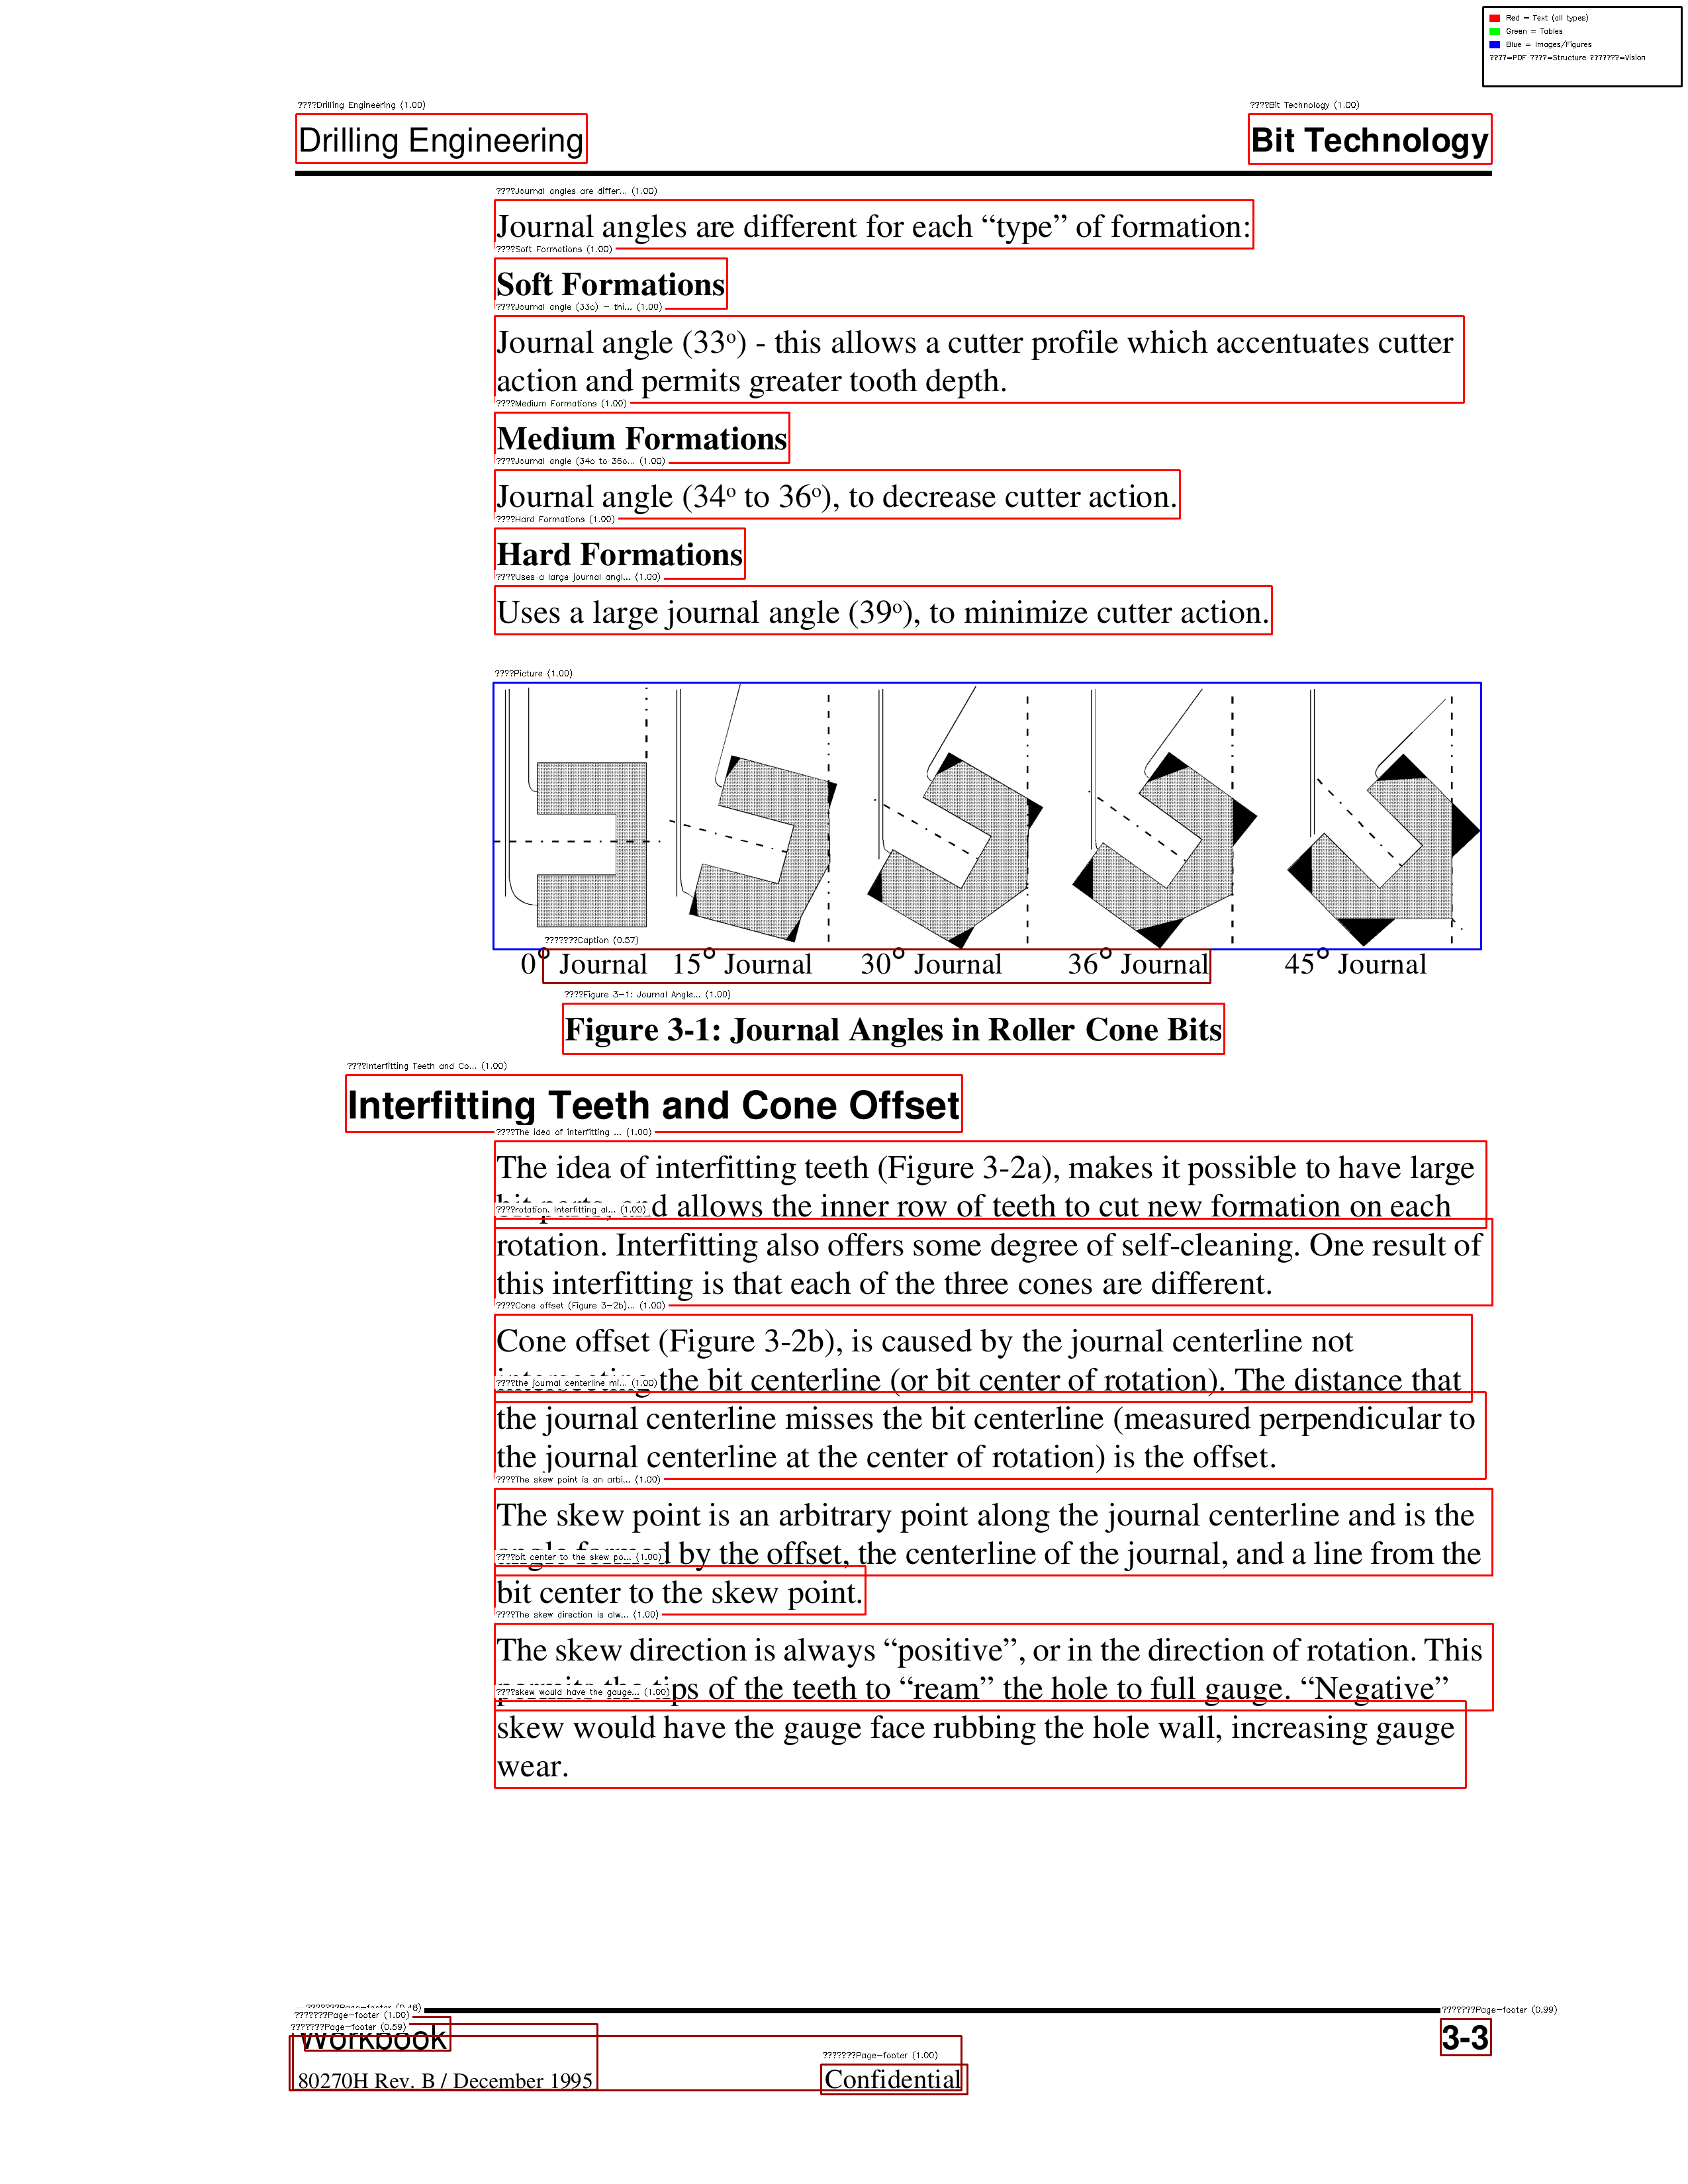 Red = Text (all types)
Green = Tables
Blue = Images/Figures
????=PDF ????=Structure ???????=Vision
????Drilling Engineering (1.00)
????Bit Technology (1.00)
Drilling Engineering
Bit Technology
????Journal angles are differ... (1.00)
Journal angles are different for each “type” of formation:
????Soft Formations (1.00)
Soft Formations
????Journal angle (33o) - thi... (1.00)
Journal angle (33º) - this allows a cutter profile which accentuates cutter
action and permits greater tooth depth.
????Medium Formations (1.00)
Medium Formations
????Journal angle (34o to 36o... (1.00)
Journal angle (34º to 36º), to decrease cutter action.
????Hard Formations (1.00)
Hard Formations
????Uses a large journal angl... (1.00)
Uses a large journal angle (39º), to minimize cutter action.
????Picture (1.00)
???????Caption (0.57)
0° Journal 15° Journal 30° Journal 36° Journal 45° Journal
????Figure 3-1: Journal Angle... (1.00)
Figure 3-1: Journal Angles in Roller Cone Bits
????Interfitting Teeth and Co... (1.00)
Interfitting Teeth and Cone Offset
????The idea of interfitting ... (1.00)
The idea of interfitting teeth (Figure 3-2a), makes it possible to have large
bit parts, and allows the inner row of teeth to cut new formation on each
????rotation. Interfitting al... (1.00)
rotation. Interfitting also offers some degree of self-cleaning. One result of
this interfitting is that each of the three cones are different.
????Cone offset (Figure 3-2b)... (1.00)
Cone offset (Figure 3-2b), is caused by the journal centerline not
intersecting the bit centerline (or bit center of rotation). The distance that
????the journal centerline mi... (1.00)
the journal centerline misses the bit centerline (measured perpendicular to
the journal centerline at the center of rotation) is the offset.
????The skew point is an arbi... (1.00)
The skew point is an arbitrary point along the journal centerline and is the
angle formed by the offset, the centerline of the journal, and a line from the
????bit center to the skew po... (1.00)
bit center to the skew point.
????The skew direction is alw... (1.00)
The skew direction is always “positive”, or in the direction of rotation. This
permits the tips of the teeth to “ream” the hole to full gauge. “Negative”
????skew would have the gauge... (1.00)
skew would have the gauge face rubbing the hole wall, increasing gauge
wear.
???????Page-footer (0.48)
???????Page-footer (0.99)
???????Page-footer (1.00)
???????Page-footer (0.59)
Workbook
3-3
???????Page-footer (1.00)
80270H Rev. B / December 1995
Confidential